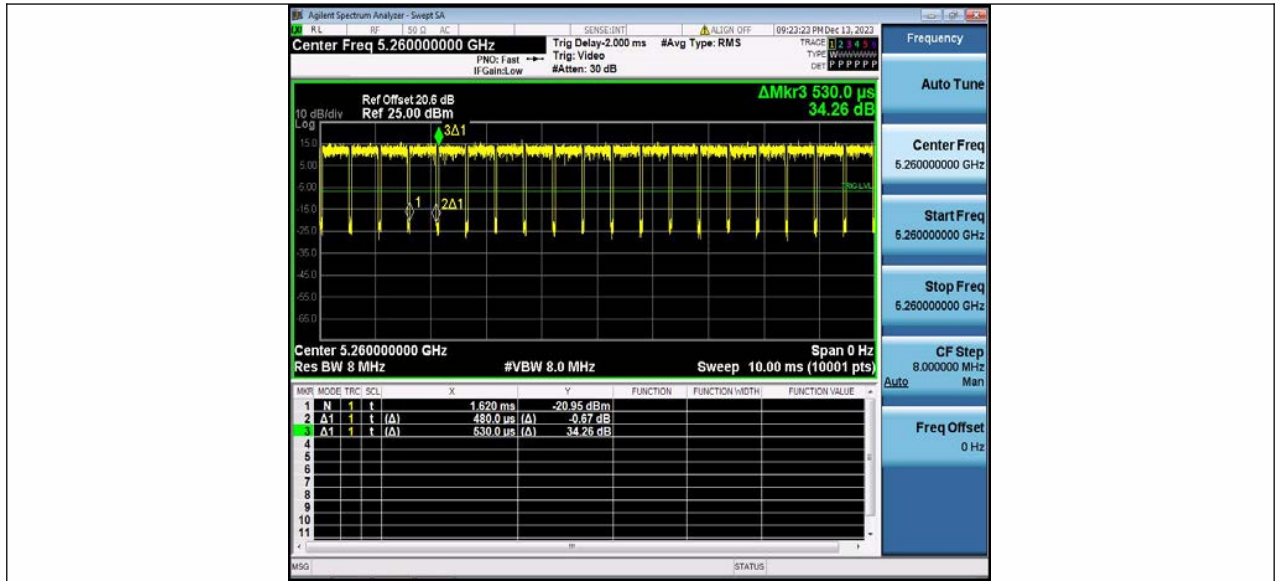 Agilent Spectrum Analyzer - Swept SA
RL RF 50 Ω AC SENSE:INT ALIGN OFF 09:23:23 PM Dec 13, 2023
Center Freq 5.260000000 GHz
PNO: Fast
IFGain:Low
Trig Delay-2.000 ms
Trig: Video
#Atten: 30 dB
#Avg Type: RMS
TRACE 1 2 3 4 5 6
TYPE W
DET P P P P P P
ΔMkr3 530.0 µs
34.26 dB
Ref Offset 20.6 dB
10 dB/div Ref 25.00 dBm
Log
15.0
5.00
-5.00
-15.0
-25.0
-35.0
-45.0
-55.0
-65.0
3Δ1
1
2Δ1
TRIG LVL
Center 5.260000000 GHz Span 0 Hz
Res BW 8 MHz #VBW 8.0 MHz Sweep 10.00 ms (10001 pts)
MKR MODE TRC SCL X Y FUNCTION FUNCTION WIDTH FUNCTION VALUE
1 N 1 t 1.620 ms -20.95 dBm
2 Δ1 1 t (Δ) 480.0 µs (Δ) -0.67 dB
3 Δ1 1 t (Δ) 530.0 µs (Δ) 34.26 dB
4
5
6
7
8
9
10
11
MSG STATUS
Frequency
Auto Tune
Center Freq
5.260000000 GHz
Start Freq
5.260000000 GHz
Stop Freq
5.260000000 GHz
CF Step
8.000000 MHz
Auto Man
Freq Offset
0 Hz